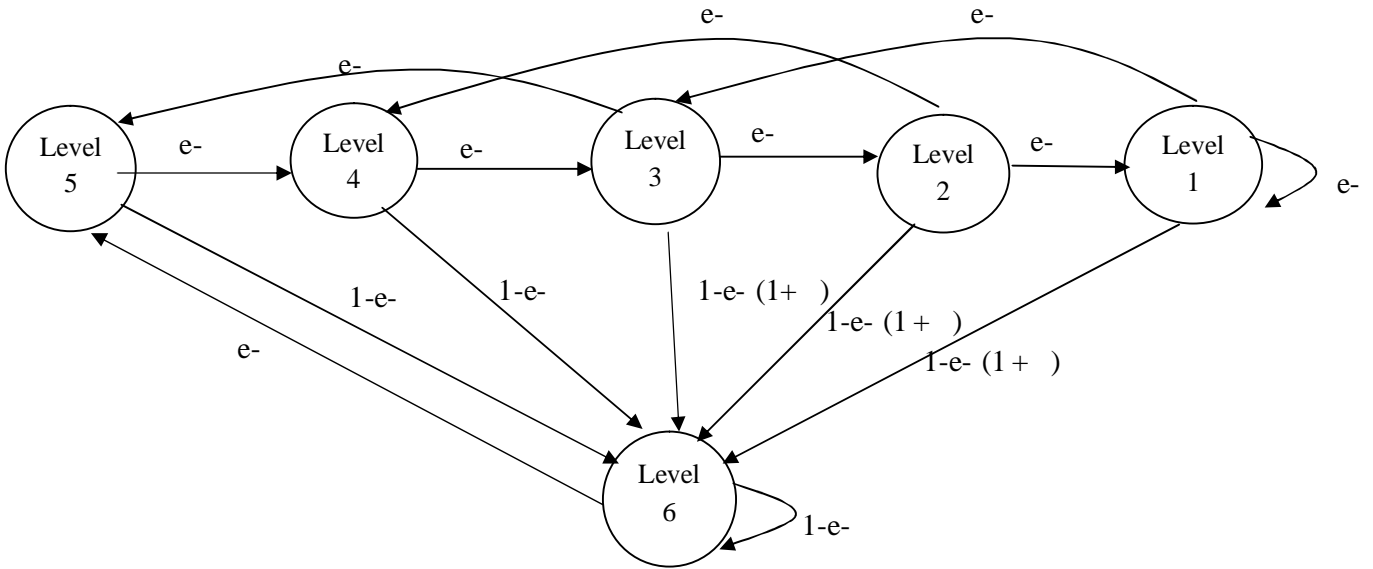 e-
e-
e-
Level
5
e-
Level
4
e-
Level
3
e-
Level
2
e-
Level
1
e-
1-e-
1-e-
1-e- (1+ )
1-e- (1 + )
1-e- (1 + )
e-
Level
6
1-e-